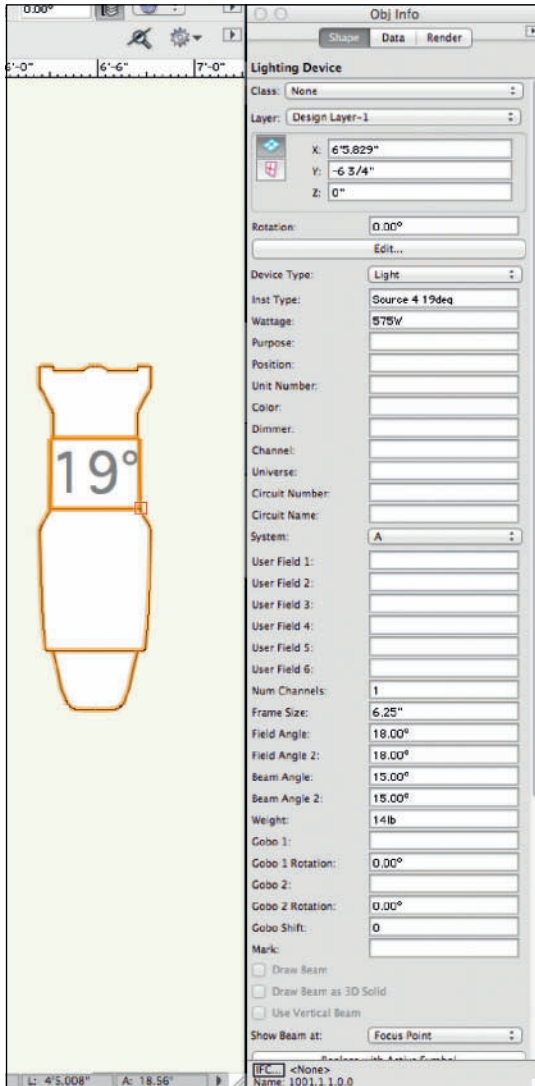 0.00°
6'-0"
6'-6"
7'-0"
19°
L: 4'5.008" A: 18.56°
Obj Info
Shape Data Render
Lighting Device
Class: None
Layer: Design Layer-1
X: 6'5.829"
Y: -6 3/4"
Z: 0"
Rotation: 0.00°
Edit...
Device Type: Light
Inst Type: Source 4 19deg
Wattage: 575W
Purpose:
Position:
Unit Number:
Color:
Dimmer:
Channel:
Universe:
Circuit Number:
Circuit Name:
System: A
User Field 1:
User Field 2:
User Field 3:
User Field 4:
User Field 5:
User Field 6:
Num Channels: 1
Frame Size: 6.25"
Field Angle: 18.00°
Field Angle 2: 18.00°
Beam Angle: 15.00°
Beam Angle 2: 15.00°
Weight: 14lb
Gobo 1:
Gobo 1 Rotation: 0.00°
Gobo 2:
Gobo 2 Rotation: 0.00°
Gobo Shift: 0
Mark:
Draw Beam
Draw Beam as 3D Solid
Use Vertical Beam
Show Beam at: Focus Point
Replace with Active Symbol
IFC... <None>
Name: 1001.1.1.0.0